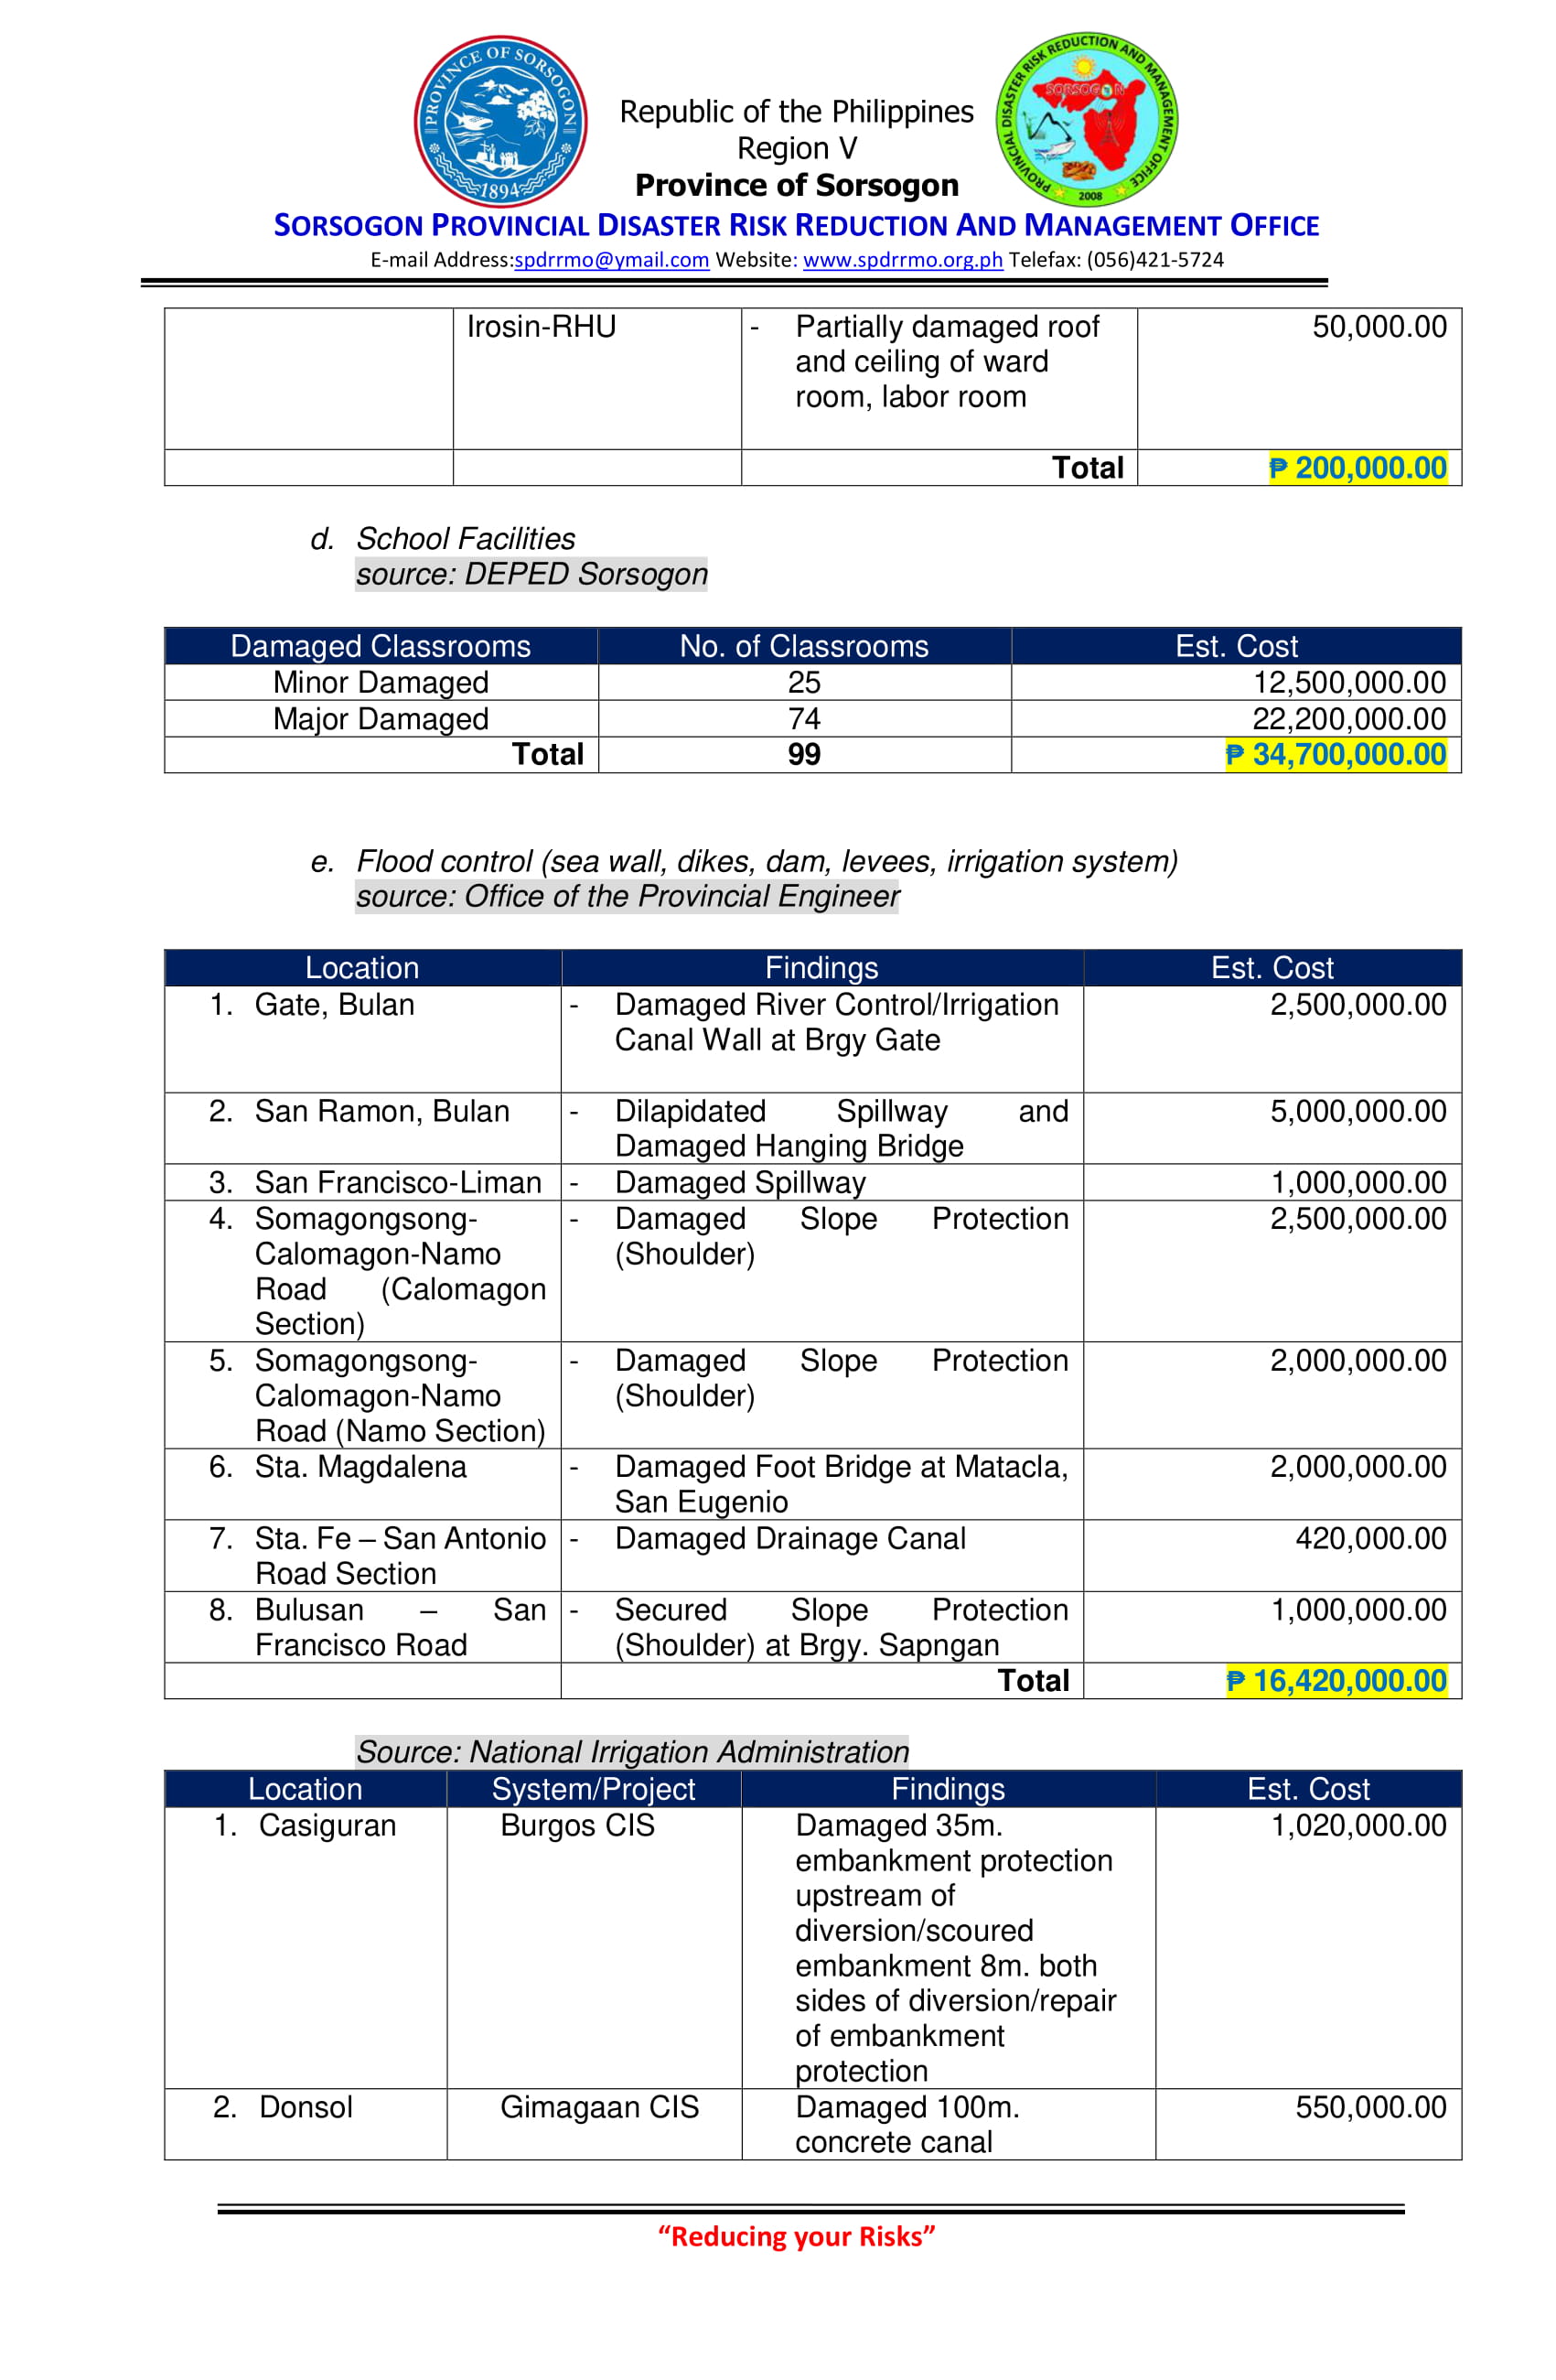 PROVINCE OF SORSOGON
1894
PROVINCIAL DISASTER RISK REDUCTION AND MANAGEMENT OFFICE
SORSOGON
2008
Republic of the Philippines
Region V
Province of Sorsogon
SORSOGON PROVINCIAL DISASTER RISK REDUCTION AND MANAGEMENT OFFICE
E-mail Address:spdrrmo@ymail.com Website: www.spdrrmo.org.ph Telefax: (056)421-5724
Irosin-RHU - Partially damaged roof 50,000.00
and ceiling of ward
room, labor room
Total ₱ 200,000.00
d. School Facilities
source: DEPED Sorsogon
Damaged Classrooms No. of Classrooms Est. Cost
Minor Damaged 25 12,500,000.00
Major Damaged 74 22,200,000.00
Total 99 ₱ 34,700,000.00
e. Flood control (sea wall, dikes, dam, levees, irrigation system)
source: Office of the Provincial Engineer
Location Findings Est. Cost
1. Gate, Bulan - Damaged River Control/Irrigation 2,500,000.00
Canal Wall at Brgy Gate
2. San Ramon, Bulan - Dilapidated Spillway and 5,000,000.00
Damaged Hanging Bridge
3. San Francisco-Liman - Damaged Spillway 1,000,000.00
4. Somagongsong- - Damaged Slope Protection 2,500,000.00
Calomagon-Namo (Shoulder)
Road (Calomagon
Section)
5. Somagongsong- - Damaged Slope Protection 2,000,000.00
Calomagon-Namo (Shoulder)
Road (Namo Section)
6. Sta. Magdalena - Damaged Foot Bridge at Matacla, 2,000,000.00
San Eugenio
7. Sta. Fe – San Antonio - Damaged Drainage Canal 420,000.00
Road Section
8. Bulusan – San - Secured Slope Protection 1,000,000.00
Francisco Road (Shoulder) at Brgy. Sapngan
Total ₱ 16,420,000.00
Source: National Irrigation Administration
Location System/Project Findings Est. Cost
1. Casiguran Burgos CIS Damaged 35m. 1,020,000.00
embankment protection
upstream of
diversion/scoured
embankment 8m. both
sides of diversion/repair
of embankment
protection
2. Donsol Gimagaan CIS Damaged 100m. 550,000.00
concrete canal
“Reducing your Risks”